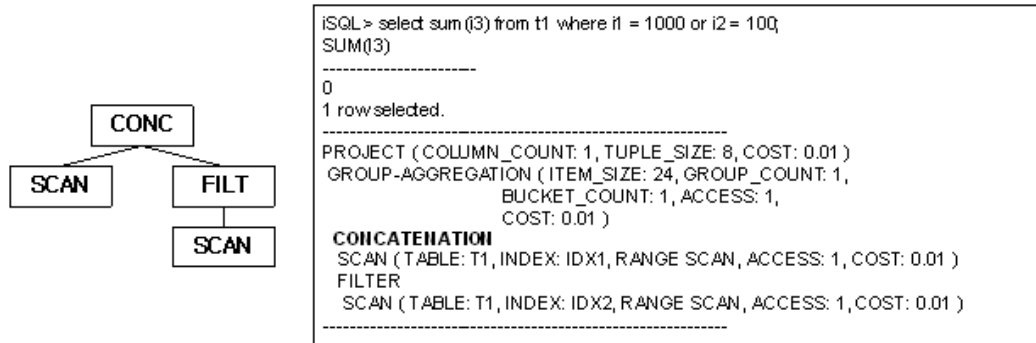 CONC
SCAN FILT
SCAN
iSQL> select sum (i3) from t1 where i1 = 1000 or i2 = 100;
SUM(I3)
-----------------------
0
1 row selected.
------------------------------------------------------------
PROJECT ( COLUMN_COUNT: 1, TUPLE_SIZE: 8, COST: 0.01 )
GROUP-AGGREGATION ( ITEM_SIZE: 24, GROUP_COUNT: 1,
BUCKET_COUNT: 1, ACCESS: 1,
COST: 0.01 )
CONCATENATION
SCAN ( TABLE: T1, INDEX: IDX1, RANGE SCAN, ACCESS: 1, COST: 0.01 )
FILTER
SCAN ( TABLE: T1, INDEX: IDX2, RANGE SCAN, ACCESS: 1, COST: 0.01 )
------------------------------------------------------------